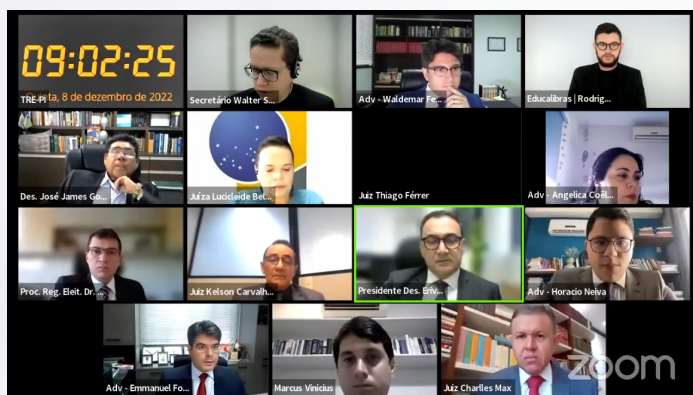 09:02:25
Quinta, 8 de dezembro de 2022
TRE-PI
Secretário Walter S...
Adv - Waldemar Fe...
Educalibras | Rodrig...
Des. José James Go...
Juíza Lucicleide Bel...
Juiz Thiago Férrer
Adv - Angelica Coêl...
Proc. Reg. Eleit. Dr.
Juiz Kelson Carvalh...
Presidente Des. Eriv...
Adv - Horacio Neiva
Adv - Emmanuel Fo...
Marcus Vinicius
Juiz Charlles Max
zoom